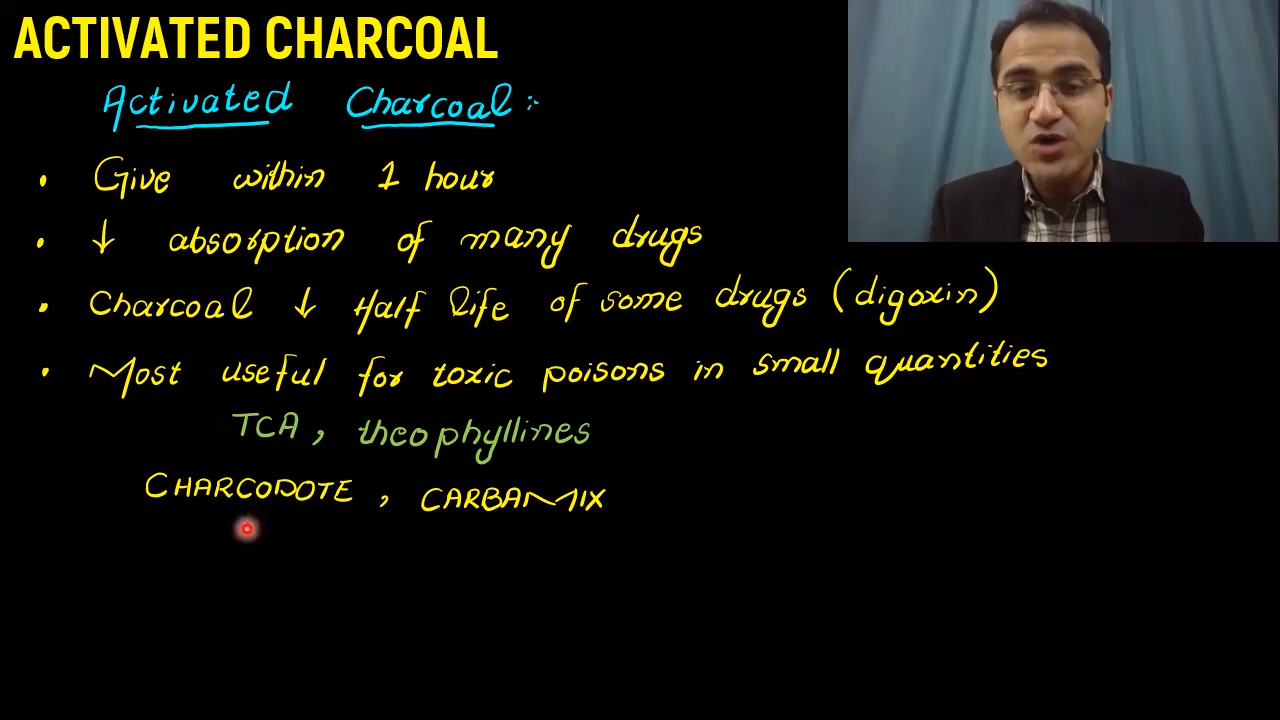 ACTIVATED CHARCOAL
Activated Charcoal :-
• Give within 1 hour
• ↓ absorption of many drugs
• Charcoal ↓ Half life of some drugs (digoxin)
• Most useful for toxic poisons in small quantities
TCA, theophyllines
CHARCODOTE, CARBAMIX